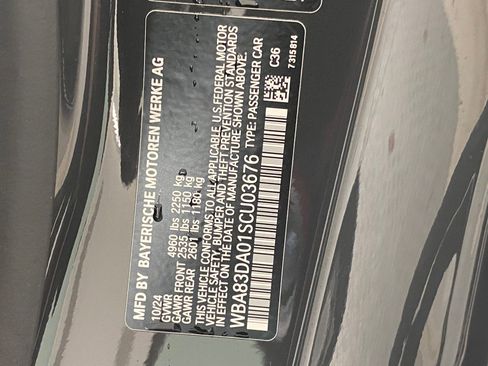 MFD BY BAYERISCHE MOTOREN WERKE AG
10/24
GVWR 4960 lbs 2250 kg
GAWR FRONT 2535 lbs 1150 kg
GAWR REAR 2601 lbs 1180 kg
VEHICLE CONFORMS TO ALL APPLICABLE U.S. FEDERAL MOTOR
VEHICLE SAFETY, BUMPER AND THEFT PREVENTION STANDARDS
IN EFFECT ON THE DATE OF MANUFACTURE SHOWN ABOVE.
WBA83DA01SCU03676 TYPE: PASSENGER CAR
C36
7315814